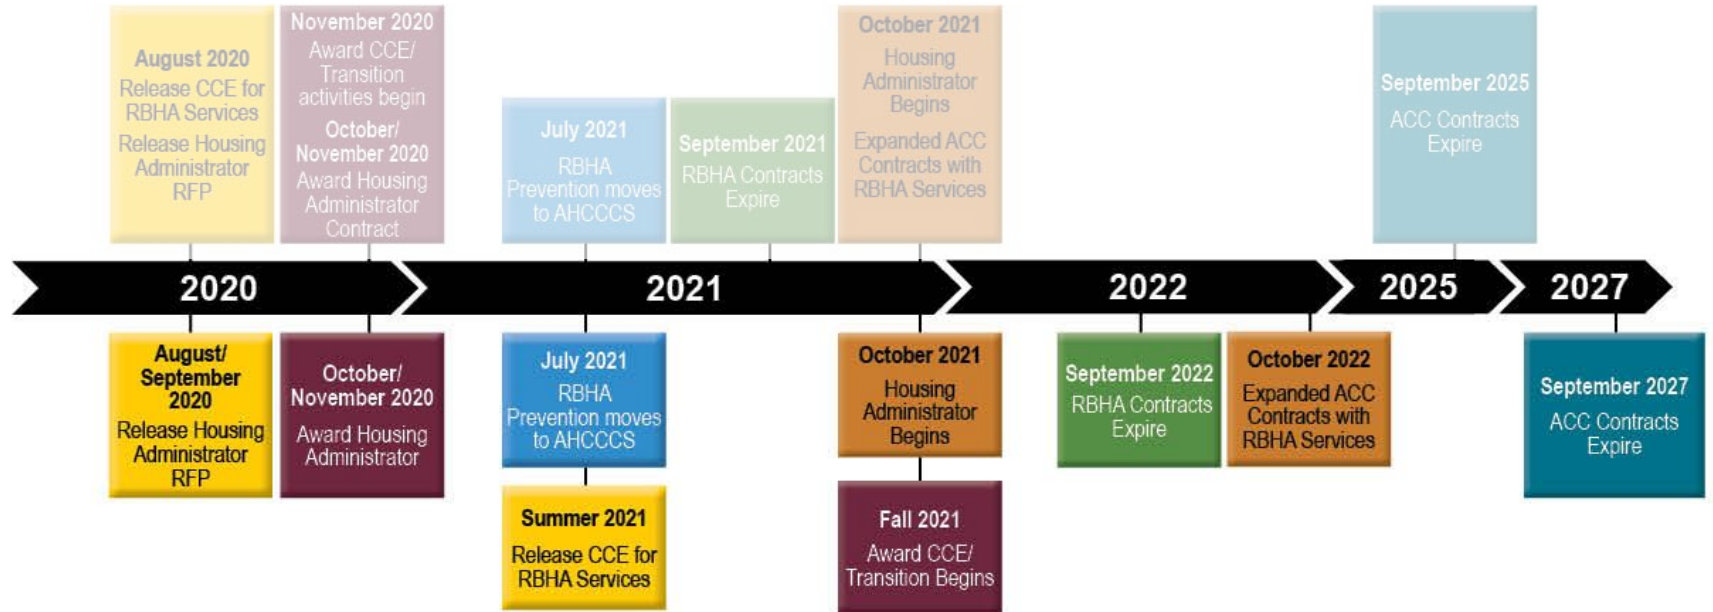 August 2020
Release CCE for
RBHA Services
Release Housing
Administrator
RFP
November 2020
Award CCE/
Transition
activities begin
October/
November 2020
Award Housing
Administrator
Contract
July 2021
RBHA
Prevention moves
to AHCCCS
September 2021
RBHA Contracts
Expire
October 2021
Housing
Administrator
Begins
Expanded ACC
Contracts with
RBHA Services
September 2025
ACC Contracts
Expire
2020
2021
2022
2025
2027
August/
September
2020
Release Housing
Administrator
RFP
October/
November 2020
Award Housing
Administrator
July 2021
RBHA
Prevention moves
to AHCCCS
Summer 2021
Release CCE for
RBHA Services
October 2021
Housing
Administrator
Begins
Fall 2021
Award CCE/
Transition Begins
September 2022
RBHA Contracts
Expire
October 2022
Expanded ACC
Contracts with
RBHA Services
September 2027
ACC Contracts
Expire